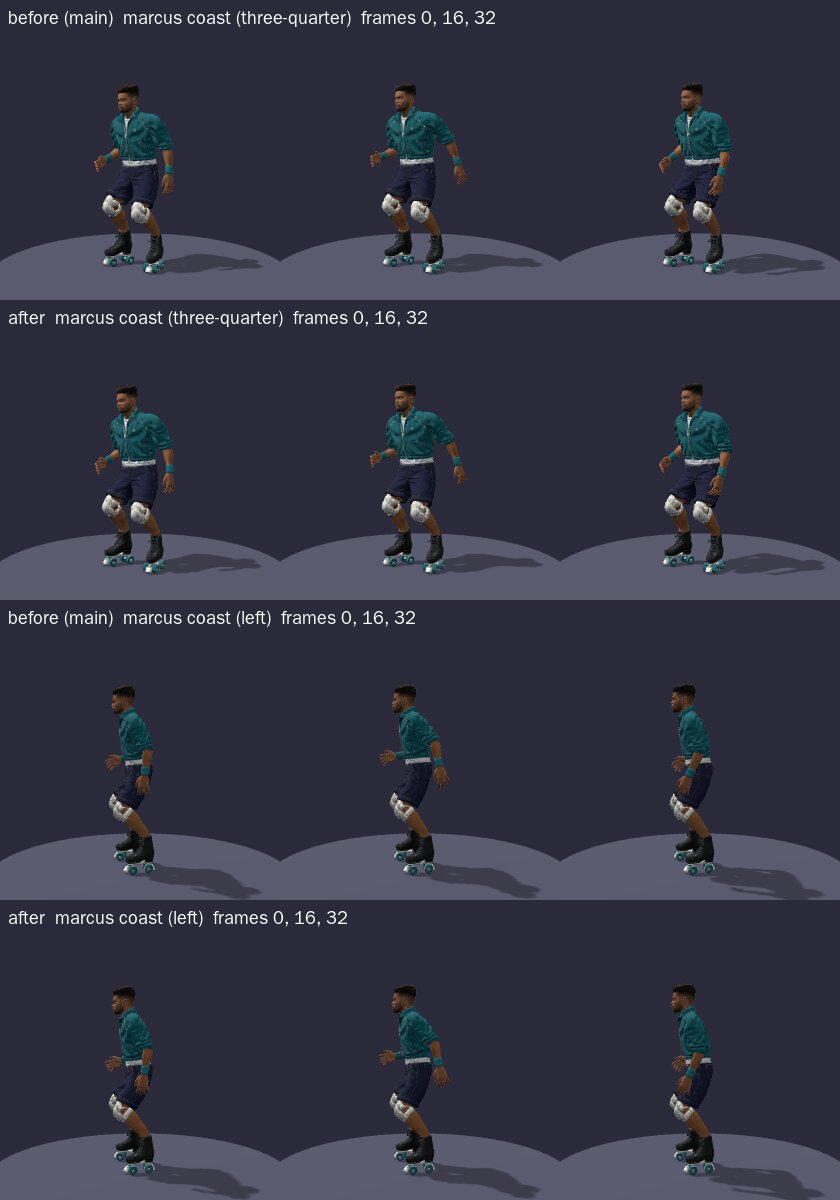 before (main)  marcus coast (three-quarter)  frames 0, 16, 32
after  marcus coast (three-quarter)  frames 0, 16, 32
before (main)  marcus coast (left)  frames 0, 16, 32
after  marcus coast (left)  frames 0, 16, 32